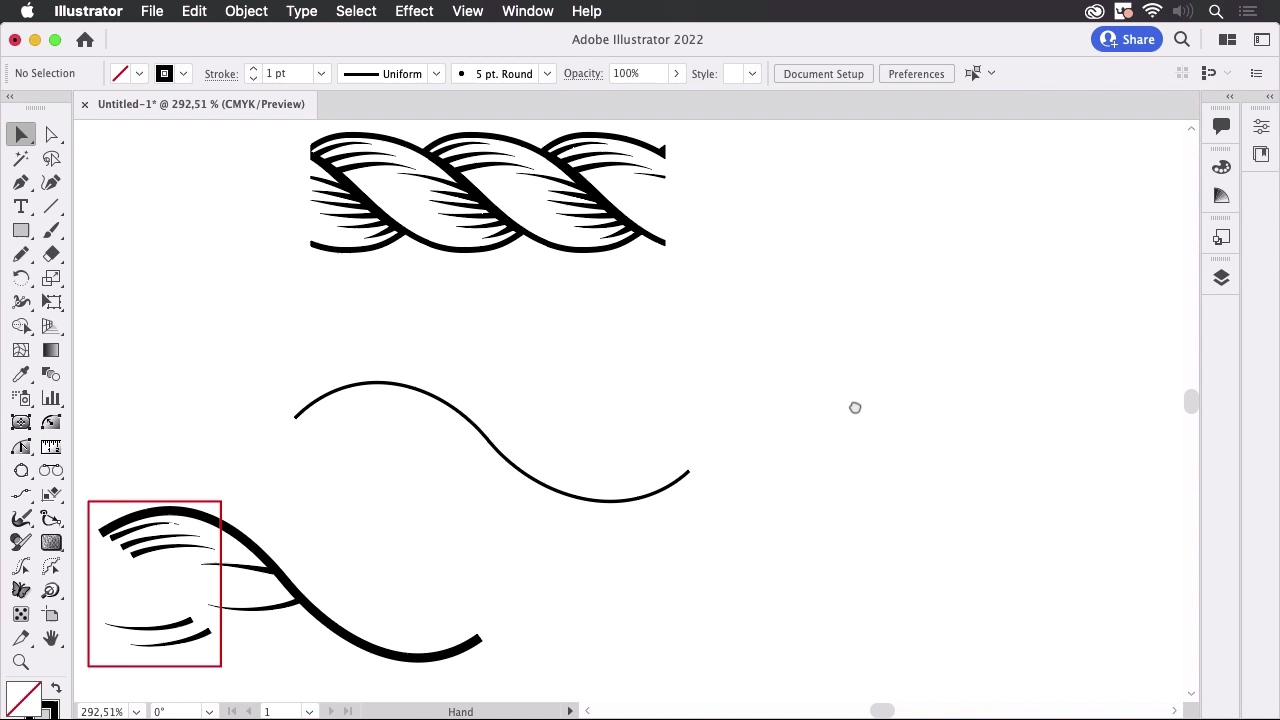 Illustrator File Edit Object Type Select Effect View Window Help
Adobe Illustrator 2022
Share
No Selection Stroke: 1 pt Uniform 5 pt. Round Opacity: 100% Style: Document Setup Preferences
Untitled-1* @ 292,51 % (CMYK/Preview)
292,51% 0° 1 Hand